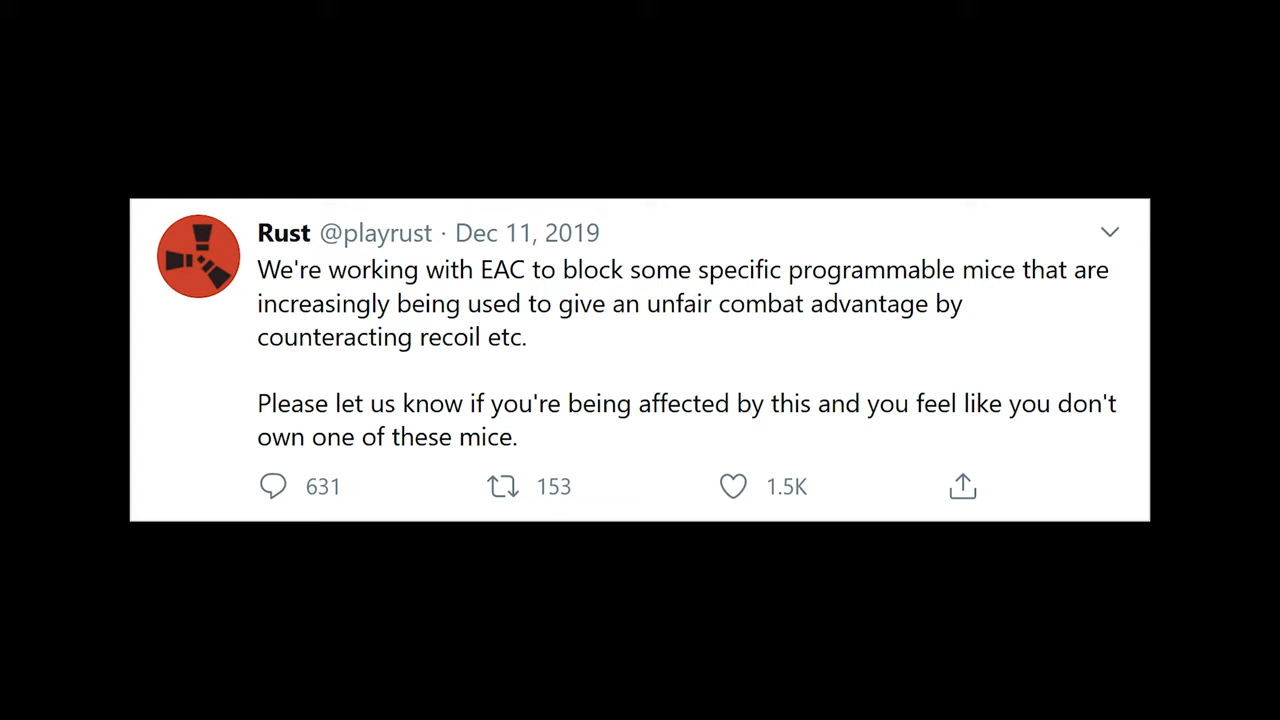 Rust @playrust · Dec 11, 2019
We're working with EAC to block some specific programmable mice that are
increasingly being used to give an unfair combat advantage by
counteracting recoil etc.
Please let us know if you're being affected by this and you feel like you don't
own one of these mice.
631 153 1.5K